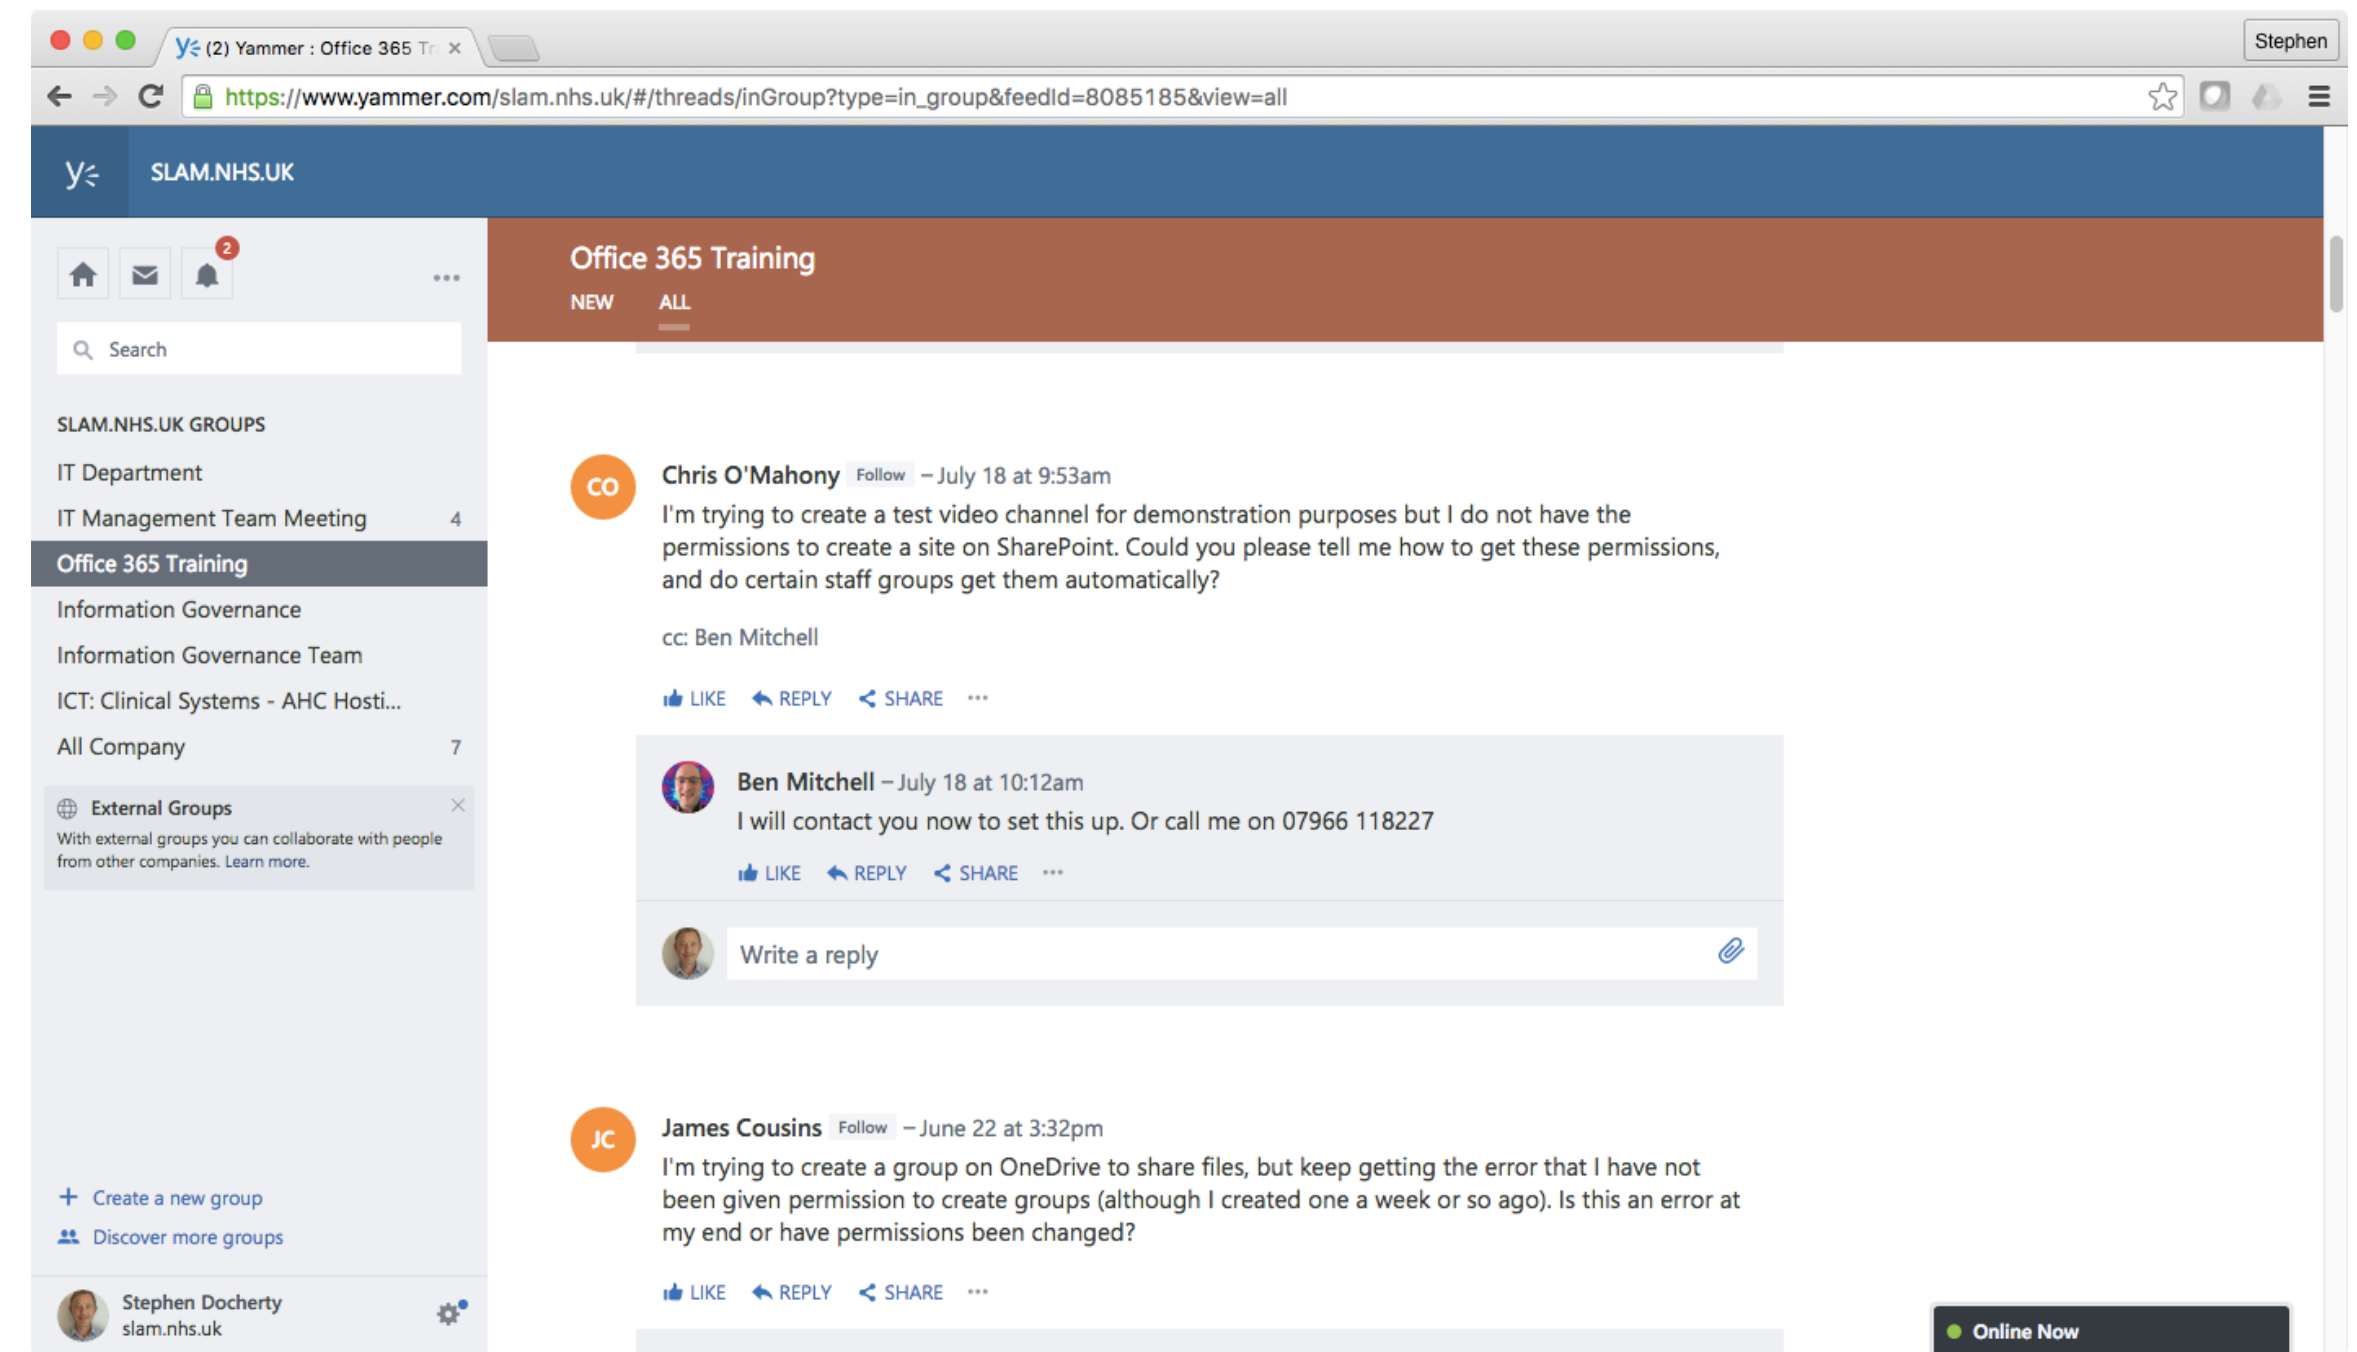 (2) Yammer : Office 365 Tr
Stephen
https://www.yammer.com/slam.nhs.uk/#/threads/inGroup?type=in_group&feedId=8085185&view=all
SLAM.NHS.UK
2
Search
SLAM.NHS.UK GROUPS
IT Department
IT Management Team Meeting 4
Office 365 Training
Information Governance
Information Governance Team
ICT: Clinical Systems - AHC Hosti...
All Company 7
External Groups
With external groups you can collaborate with people
from other companies. Learn more.
Create a new group
Discover more groups
Stephen Docherty
slam.nhs.uk
Office 365 Training
NEW ALL
CO
Chris O'Mahony Follow – July 18 at 9:53am
I'm trying to create a test video channel for demonstration purposes but I do not have the
permissions to create a site on SharePoint. Could you please tell me how to get these permissions,
and do certain staff groups get them automatically?
cc: Ben Mitchell
LIKE REPLY SHARE ...
Ben Mitchell – July 18 at 10:12am
I will contact you now to set this up. Or call me on 07966 118227
LIKE REPLY SHARE ...
Write a reply
JC
James Cousins Follow – June 22 at 3:32pm
I'm trying to create a group on OneDrive to share files, but keep getting the error that I have not
been given permission to create groups (although I created one a week or so ago). Is this an error at
my end or have permissions been changed?
LIKE REPLY SHARE ...
Online Now